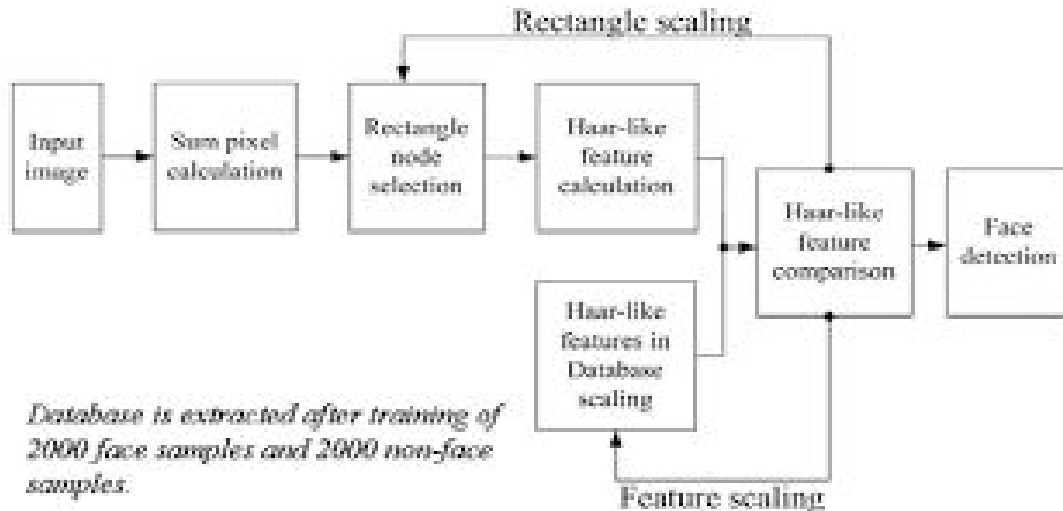 Rectangle scaling
Input
image
Sum pixel
calculation
Rectangle
node
selection
Haar-like
feature
calculation
Haar-like
feature
comparison
Face
detection
Haar-like
features in
Database
scaling
Database is extracted after training of
2000 face samples and 2000 non-face
samples.
Feature scaling